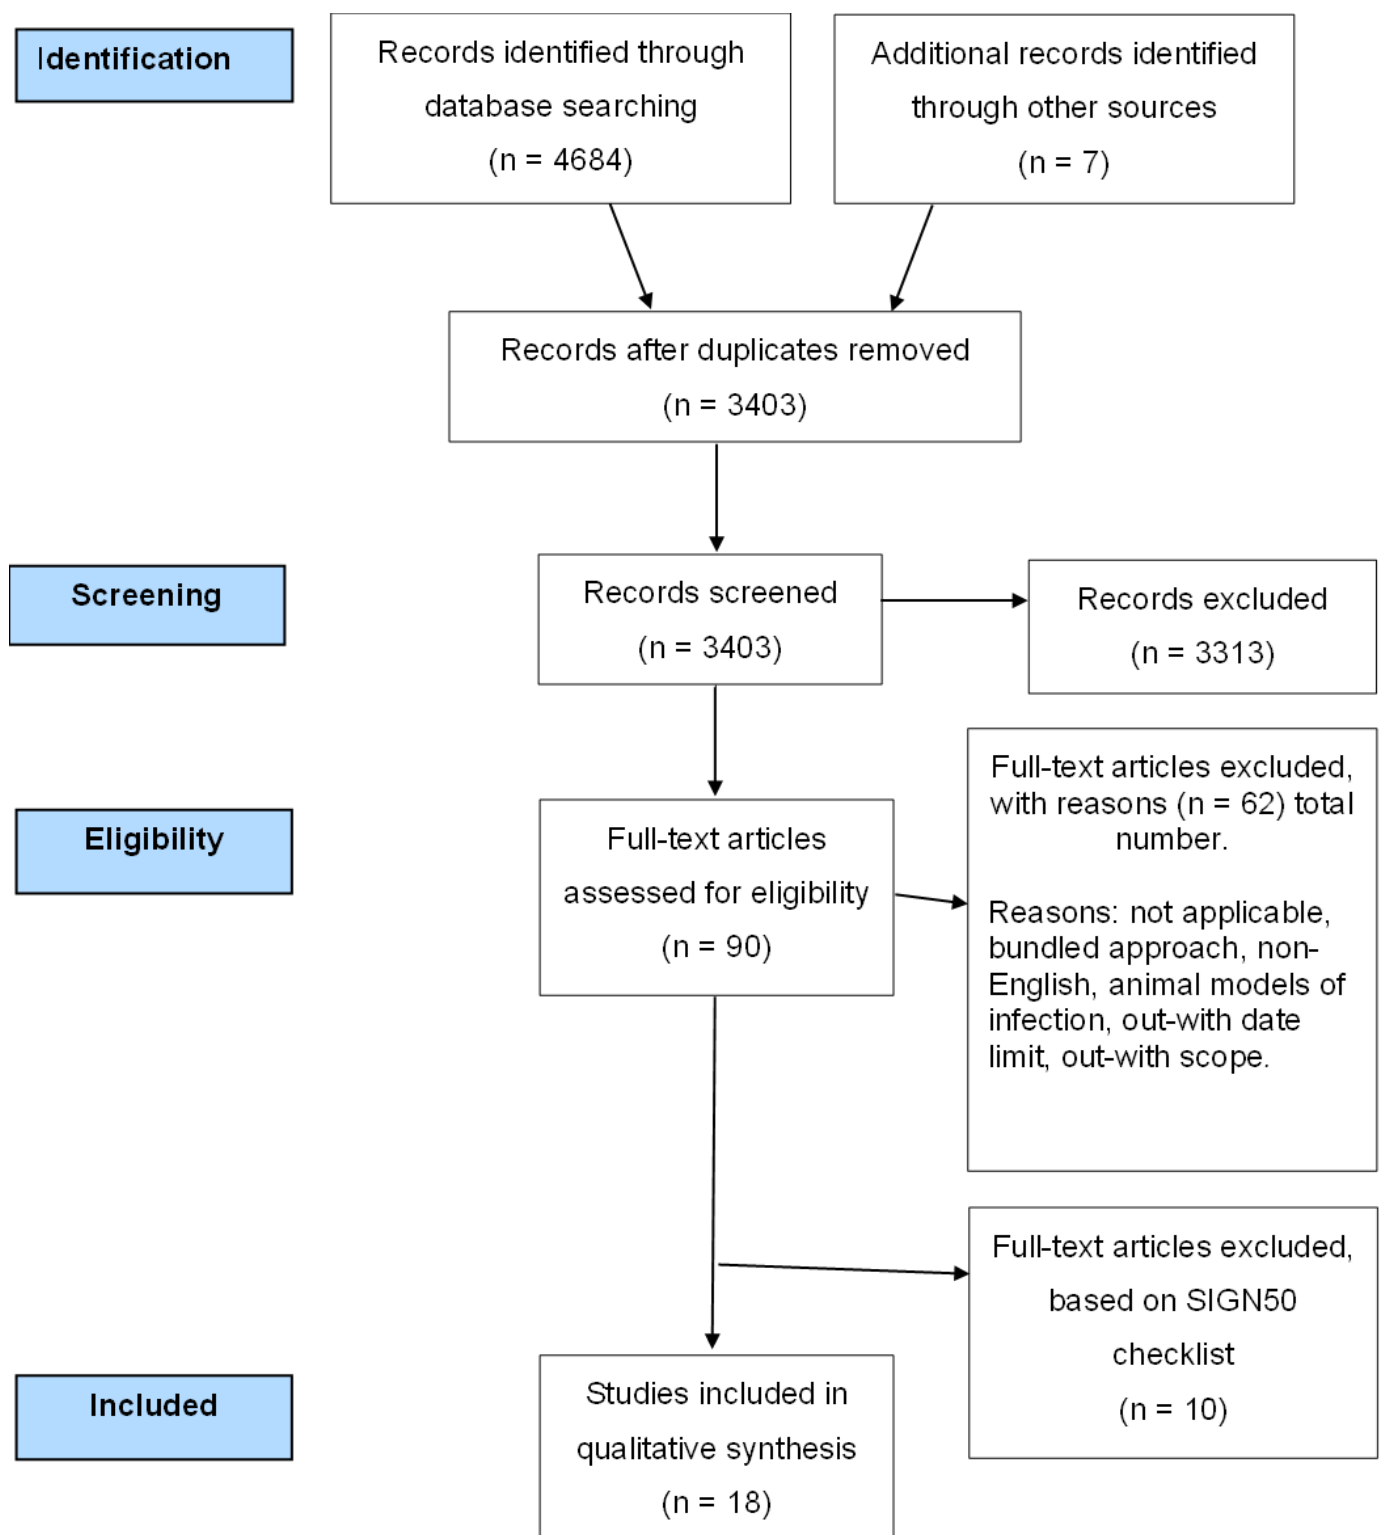 Identification
Records identified through
database searching
(n = 4684)
Additional records identified
through other sources
(n = 7)
Records after duplicates removed
(n = 3403)
Screening
Records screened
(n = 3403)
Records excluded
(n = 3313)
Eligibility
Full-text articles
assessed for eligibility
(n = 90)
Full-text articles excluded,
with reasons (n = 62) total
number.
Reasons: not applicable,
bundled approach, non-
English, animal models of
infection, out-with date
limit, out-with scope.
Full-text articles excluded,
based on SIGN50
checklist
(n = 10)
Included
Studies included in
qualitative synthesis
(n = 18)